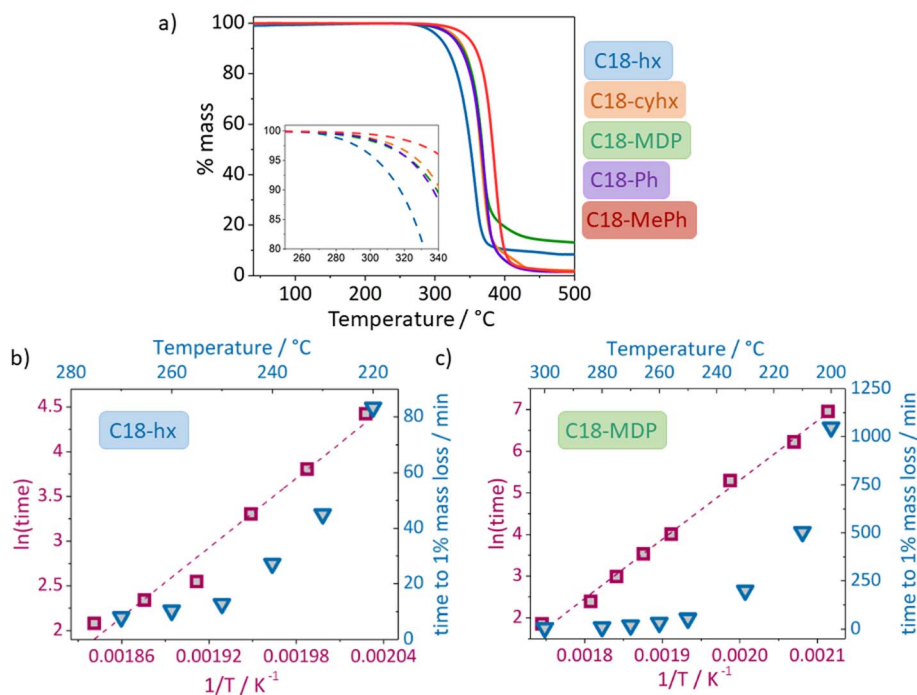 a)
% mass
100
80
60
40
20
0
100
95
90
85
80
250 260 270 280 290 300 310 320 330 340
100 200 300 400 500
Temperature / °C
C18-hx
C18-cyhx
C18-MDP
C18-Ph
C18-MePh
b)
Temperature / °C
280 260 240 220
C18-hx
ln(time)
4.5
4
3.5
3
2.5
2
80
60
40
20
0
time to 1% mass loss / min
0.00186 0.00192 0.00198 0.00204
1/T / K⁻¹
c)
Temperature / °C
300 280 260 240 220 200
C18-MDP
ln(time)
7
6
5
4
3
2
1250
1000
750
500
250
0
time to 1% mass loss / min
0.0018 0.0019 0.0020 0.0021
1/T / K⁻¹